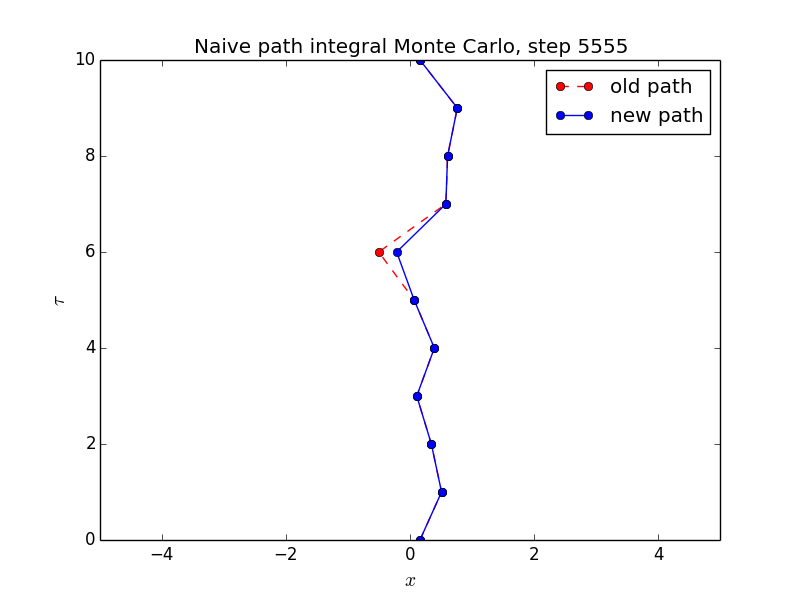 Naive path integral Monte Carlo, step 5555
10
old path
new path
8
6
τ
4
2
0
−4 −2 0 2 4
x